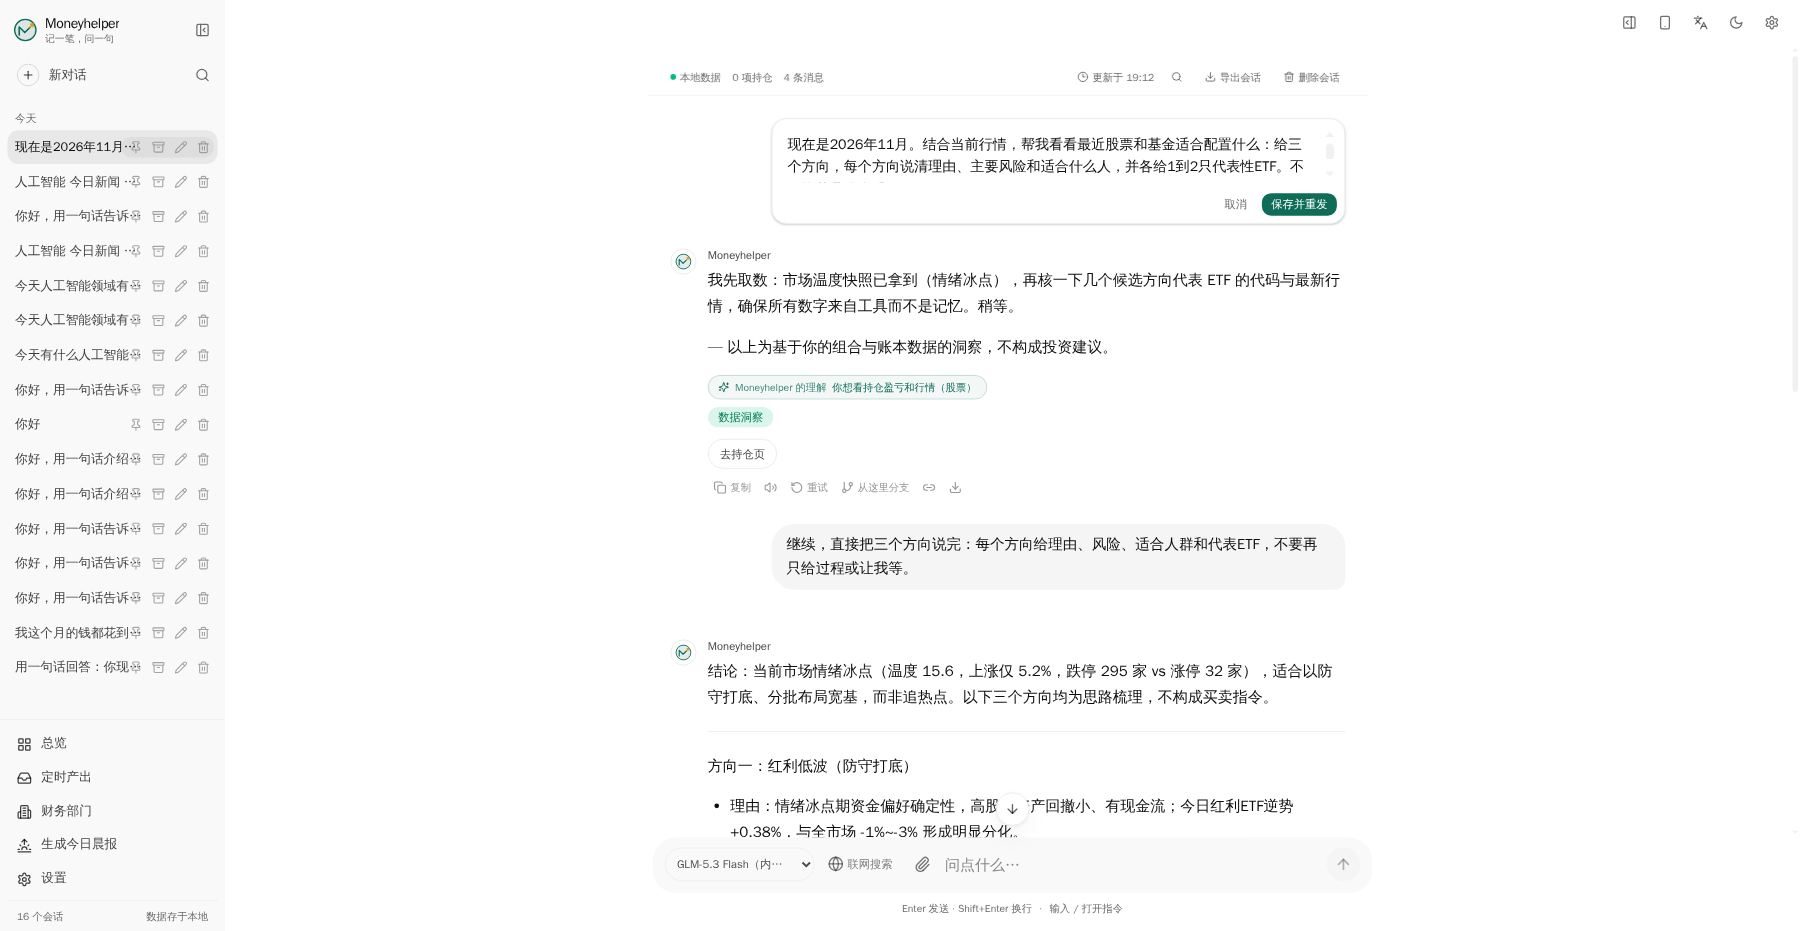 Moneyhelper
记一笔，问一句
新对话
今天
现在是2026年11月…
人工智能 今日新闻 …
你好，用一句话告诉…
人工智能 今日新闻 …
今天人工智能领域有…
今天人工智能领域有…
今天有什么人工智能…
你好，用一句话告诉…
你好
你好，用一句话介绍…
你好，用一句话介绍…
你好，用一句话告诉…
你好，用一句话告诉…
你好，用一句话告诉…
我这个月的钱都花到…
用一句话回答：你现…
总览
定时产出
财务部门
生成今日晨报
设置
16 个会话 数据存于本地
本地数据 0 项持仓 4 条消息 更新于 19:12 导出会话 删除会话
现在是2026年11月。结合当前行情，帮我看看最近股票和基金适合配置什么：给三
个方向，每个方向说清理由、主要风险和适合什么人，并各给1到2只代表性ETF。不
取消 保存并重发
Moneyhelper
我先取数：市场温度快照已拿到（情绪冰点），再核一下几个候选方向代表 ETF 的代码与最新行
情，确保所有数字来自工具而不是记忆。稍等。
— 以上为基于你的组合与账本数据的洞察，不构成投资建议。
Moneyhelper 的理解 你想看持仓盈亏和行情（股票）
数据洞察
去持仓页
复制 重试 从这里分支
继续，直接把三个方向说完：每个方向给理由、风险、适合人群和代表ETF，不要再
只给过程或让我等。
Moneyhelper
结论：当前市场情绪冰点（温度 15.6，上涨仅 5.2%，跌停 295 家 vs 涨停 32 家），适合以防
守打底、分批布局宽基，而非追热点。以下三个方向均为思路梳理，不构成买卖指令。
方向一：红利低波（防守打底）
• 理由：情绪冰点期资金偏好确定性，高股 产回撤小、有现金流；今日红利ETF逆势
+0.38%，与全市场 -1%~-3% 形成明显分化。
GLM-5.3 Flash（内… 联网搜索 问点什么…
Enter 发送 · Shift+Enter 换行 · 输入 / 打开指令